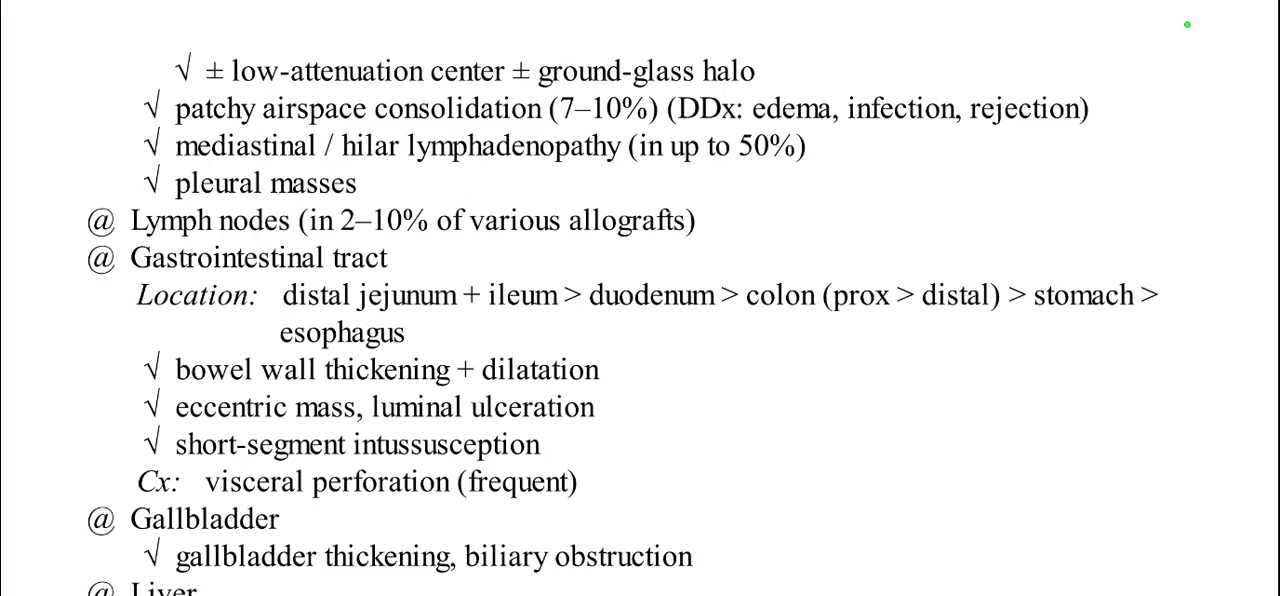 √ ± low-attenuation center ± ground-glass halo
√ patchy airspace consolidation (7–10%) (DDx: edema, infection, rejection)
√ mediastinal / hilar lymphadenopathy (in up to 50%)
√ pleural masses
@ Lymph nodes (in 2–10% of various allografts)
@ Gastrointestinal tract
Location: distal jejunum + ileum > duodenum > colon (prox > distal) > stomach >
esophagus
√ bowel wall thickening + dilatation
√ eccentric mass, luminal ulceration
√ short-segment intussusception
Cx: visceral perforation (frequent)
@ Gallbladder
√ gallbladder thickening, biliary obstruction
@ Liver